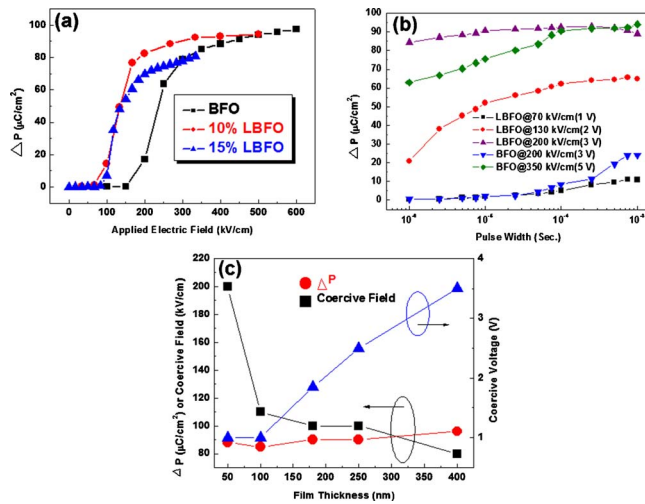 (a)
100
80
60
40
20
0
△ P (μC/cm²)
BFO
10% LBFO
15% LBFO
0 100 200 300 400 500 600
Applied Electric Field (kV/cm)
(b)
100
90
80
70
60
50
40
30
20
10
0
△ P (μC/cm²)
LBFO@70 kV/cm(1 V)
LBFO@130 kV/cm(2 V)
LBFO@200 kV/cm(3 V)
BFO@200 kV/cm(3 V)
BFO@350 kV/cm(5 V)
Pulse Width (Sec.)
(c)
△P
Coercive Field
200
180
160
140
120
100
80
△ P (μC/cm²) or Coercive Field (kV/cm)
4
3
2
1
Coercive Voltage (V)
50 100 150 200 250 300 350 400
Film Thickness (nm)